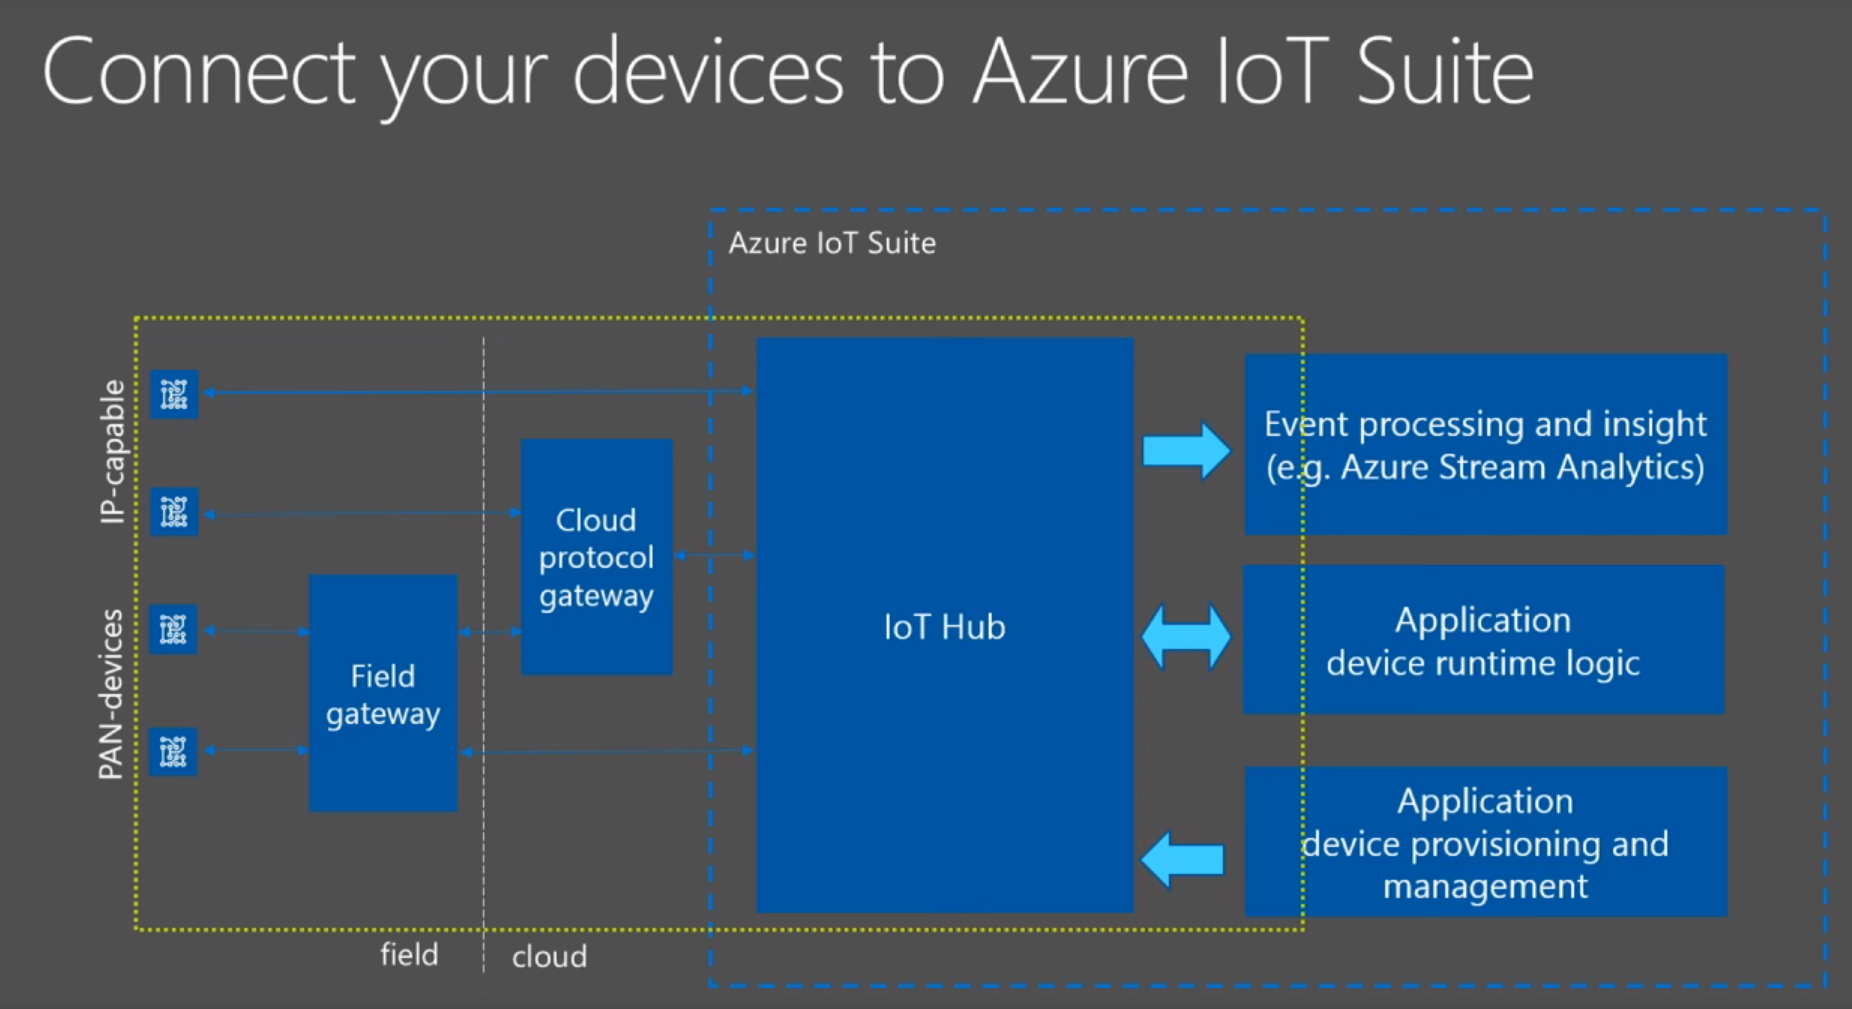 Connect your devices to Azure IoT Suite
Azure IoT Suite
IP-capable
PAN-devices
Field
gateway
Cloud
protocol
gateway
IoT Hub
Event processing and insight
(e.g. Azure Stream Analytics)
Application
device runtime logic
Application
device provisioning and
management
field
cloud